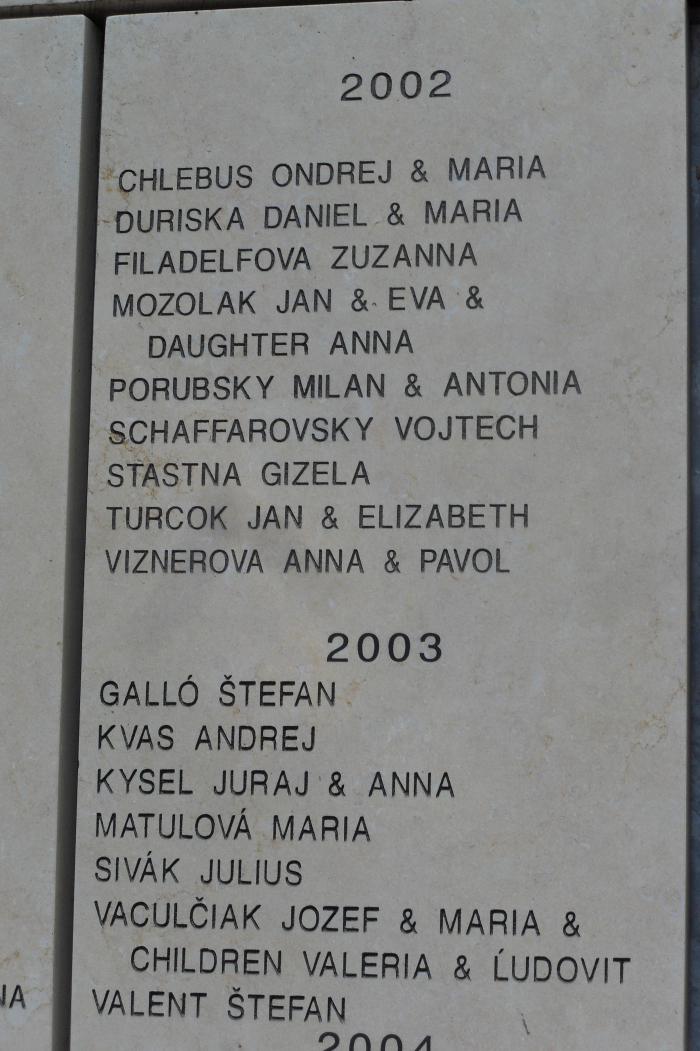 2002
CHLEBUS ONDREJ & MARIA
DURISKA DANIEL & MARIA
FILADELFOVA ZUZANNA
MOZOLAK JAN & EVA &
DAUGHTER ANNA
PORUBSKY MILAN & ANTONIA
SCHAFFAROVSKY VOJTECH
STASTNA GIZELA
TURCOK JAN & ELIZABETH
VIZNEROVA ANNA & PAVOL
2003
GALLÓ ŠTEFAN
KVAS ANDREJ
KYSEL JURAJ & ANNA
MATULOVÁ MARIA
SIVÁK JULIUS
VACULČIAK JOZEF & MARIA &
CHILDREN VALERIA & ĹUDOVIT
VALENT ŠTEFAN
2004